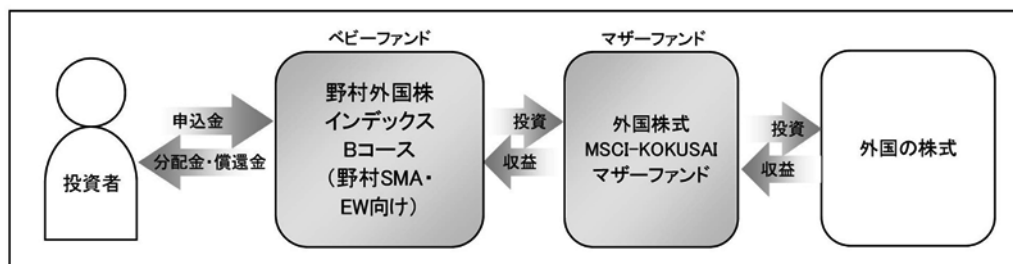 ベビーファンド
マザーファンド
投資者
申込金
分配金・償還金
野村外国株
インデックス
Bコース
(野村SMA・
EW向け)
投資
収益
外国株式
MSCI-KOKUSAI
マザーファンド
投資
収益
外国の株式